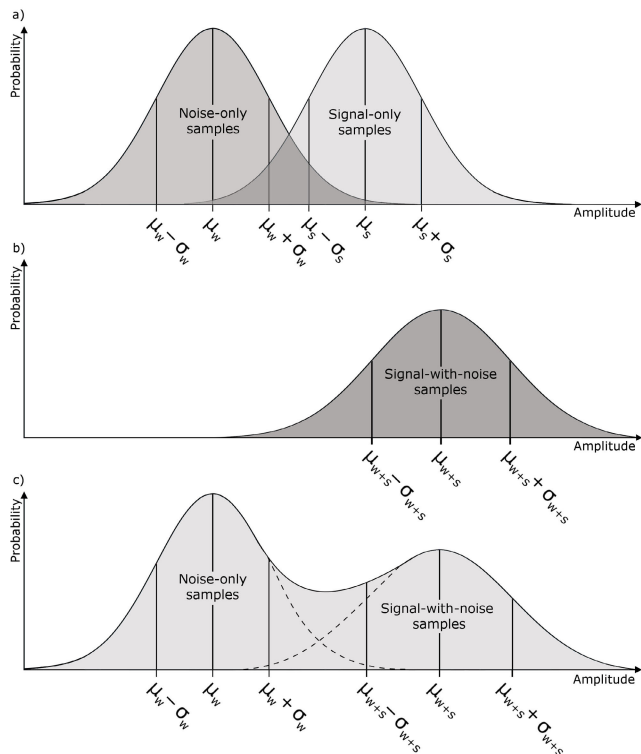 a)
Probability
Noise-only
samples
Signal-only
samples
Amplitude
μw − σw
μw
μw + σw
μs − σs
μs
μs + σs
b)
Probability
Signal-with-noise
samples
Amplitude
μw+s − σw+s
μw+s
μw+s + σw+s
c)
Probability
Noise-only
samples
Signal-with-noise
samples
Amplitude
μw − σw
μw
μw + σw
μw+s − σw+s
μw+s
μw+s + σw+s